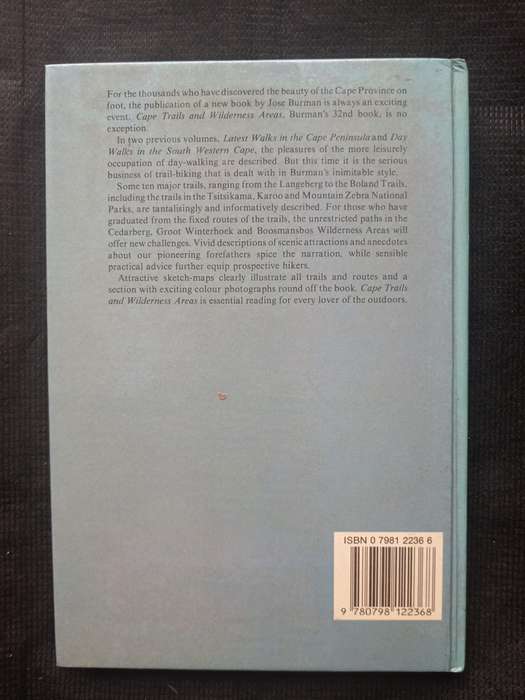 For the thousands who have discovered the beauty of the Cape Province on
foot, the publication of a new book by Jose Burman is always an exciting
event. Cape Trails and Wilderness Areas, Burman's 32nd book, is no
exception.
In two previous volumes, Latest Walks in the Cape Peninsula and Day
Walks in the South Western Cape, the pleasures of the more leisurely
occupation of day-walking are described. But this time it is the serious
business of trail-hiking that is dealt with in Burman's inimitable style.
Some ten major trails, ranging from the Langeberg to the Boland Trails,
including the trails in the Tsitsikama, Karoo and Mountain Zebra National
Parks, are tantalisingly and informatively described. For those who have
graduated from the fixed routes of the trails, the unrestricted paths in the
Cedarberg, Groot Winterhoek and Boosmansbos Wilderness Areas will
offer new challenges. Vivid descriptions of scenic attractions and anecdotes
about our pioneering forefathers spice the narration, while sensible
practical advice further equip prospective hikers.
Attractive sketch-maps clearly illustrate all trails and routes and a
section with exciting colour photographs round off the book. Cape Trails
and Wilderness Areas is essential reading for every lover of the outdoors.
ISBN 0 7981 2236 6
9 780798 122368